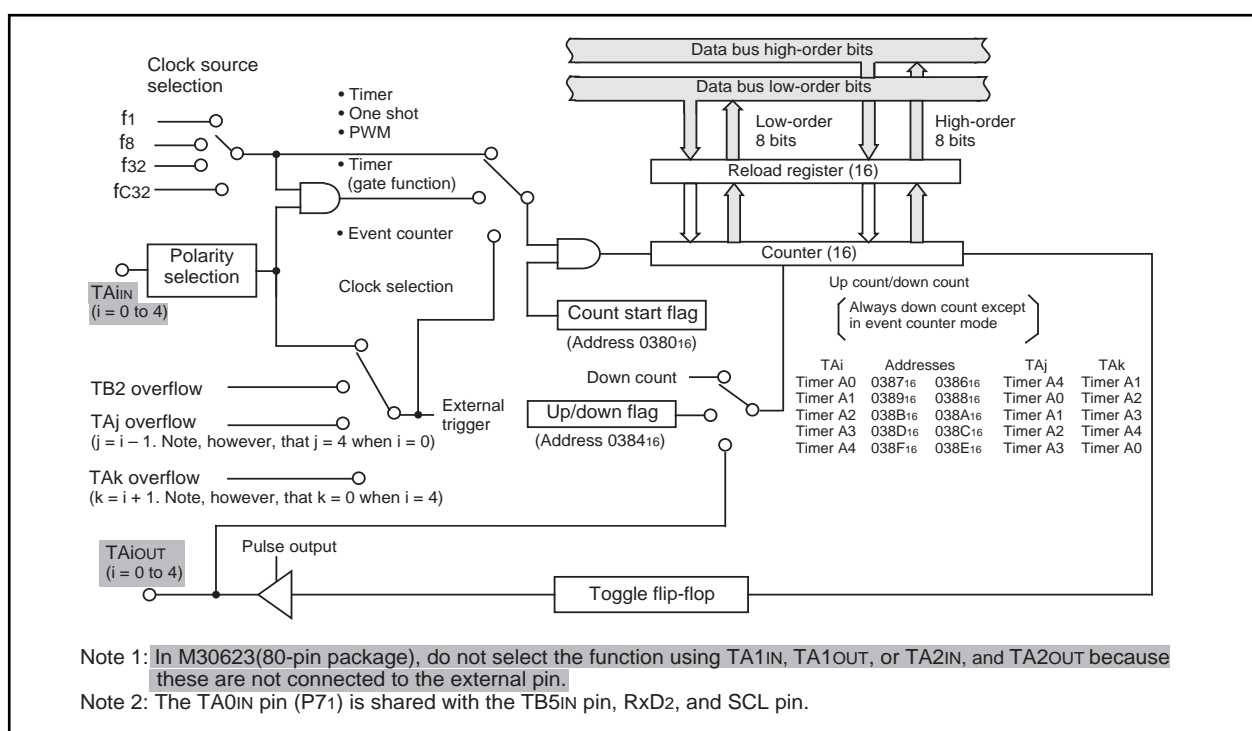 Data bus high-order bits
Data bus low-order bits
Clock source
selection
f1
f8
f32
fC32
• Timer
• One shot
• PWM
• Timer
(gate function)
• Event counter
Clock selection
Low-order
8 bits
High-order
8 bits
Reload register (16)
Counter (16)
Polarity
selection
TAiIN
(i = 0 to 4)
Count start flag
(Address 038016)
Up count/down count
Always down count except
in event counter mode
TB2 overflow
TAj overflow
(j = i – 1. Note, however, that j = 4 when i = 0)
TAk overflow
(k = i + 1. Note, however, that k = 0 when i = 4)
External
trigger
Down count
Up/down flag
(Address 038416)
TAi Addresses TAj TAk
Timer A0 038716 038616 Timer A4 Timer A1
Timer A1 038916 038816 Timer A0 Timer A2
Timer A2 038B16 038A16 Timer A1 Timer A3
Timer A3 038D16 038C16 Timer A2 Timer A4
Timer A4 038F16 038E16 Timer A3 Timer A0
TAiOUT
(i = 0 to 4)
Pulse output
Toggle flip-flop
Note 1: In M30623(80-pin package), do not select the function using TA1IN, TA1OUT, or TA2IN, and TA2OUT because
these are not connected to the external pin.
Note 2: The TA0IN pin (P71) is shared with the TB5IN pin, RxD2, and SCL pin.